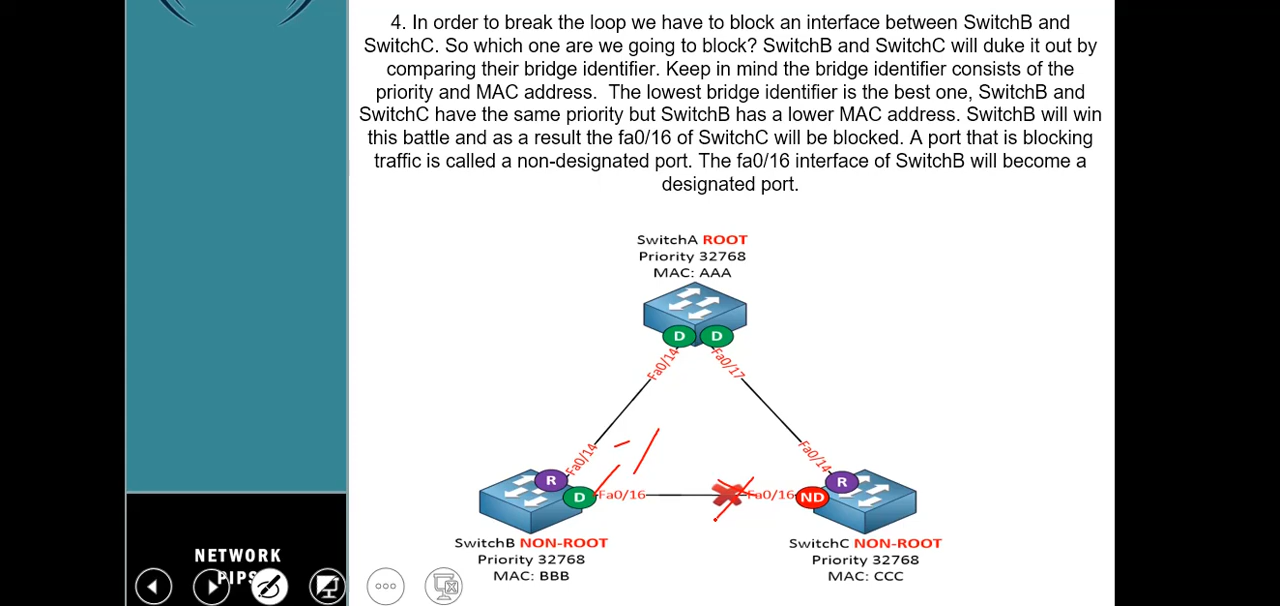 4. In order to break the loop we have to block an interface between SwitchB and
SwitchC. So which one are we going to block? SwitchB and SwitchC will duke it out by
comparing their bridge identifier. Keep in mind the bridge identifier consists of the
priority and MAC address.  The lowest bridge identifier is the best one, SwitchB and
SwitchC have the same priority but SwitchB has a lower MAC address. SwitchB will win
this battle and as a result the fa0/16 of SwitchC will be blocked. A port that is blocking
traffic is called a non-designated port. The fa0/16 interface of SwitchB will become a
designated port.
SwitchA ROOT
Priority 32768
MAC: AAA
D D
Fa0/14 Fa0/17
Fa0/14 Fa0/14
R R
D Fa0/16 Fa0/16 ND
SwitchB NON-ROOT
Priority 32768
MAC: BBB
SwitchC NON-ROOT
Priority 32768
MAC: CCC
NETWORK
PIPS